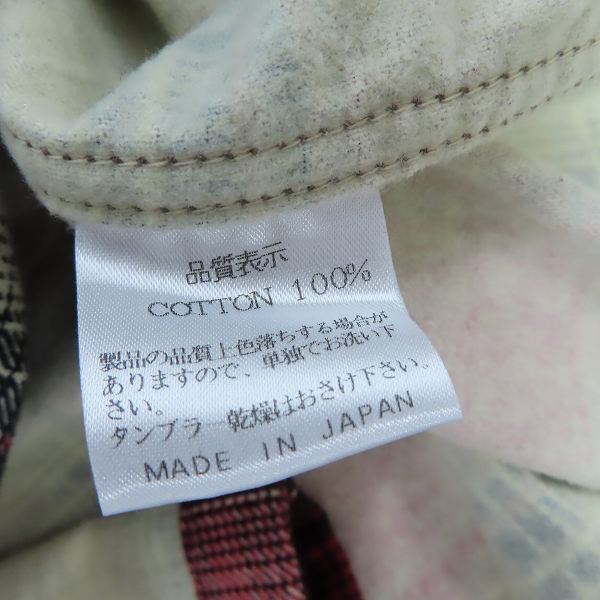 品質表示
COTTON 100%
製品の品質上色落ちする場合が
ありますので、単独でお洗い下
さい。
タンブラー乾燥はおさけ下さい。
MADE IN JAPAN